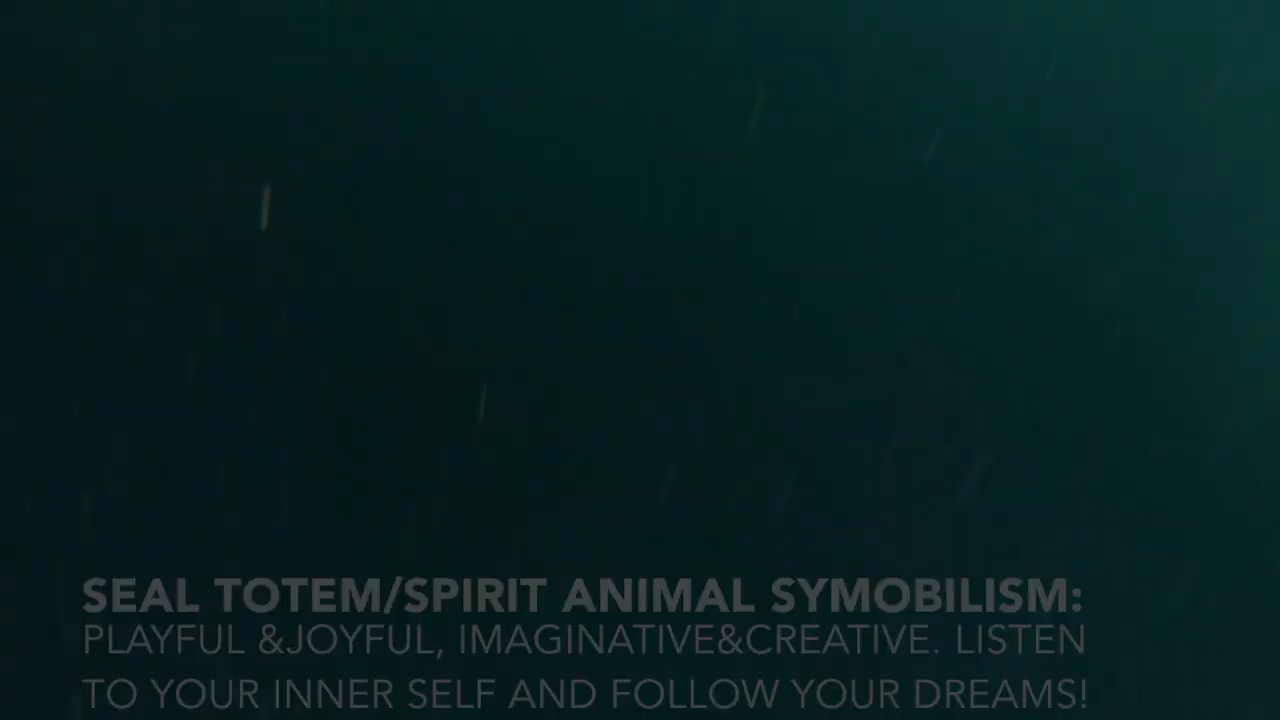 SEAL TOTEM/SPIRIT ANIMAL SYMOBILISM:
PLAYFUL &JOYFUL, IMAGINATIVE&CREATIVE. LISTEN
TO YOUR INNER SELF AND FOLLOW YOUR DREAMS!